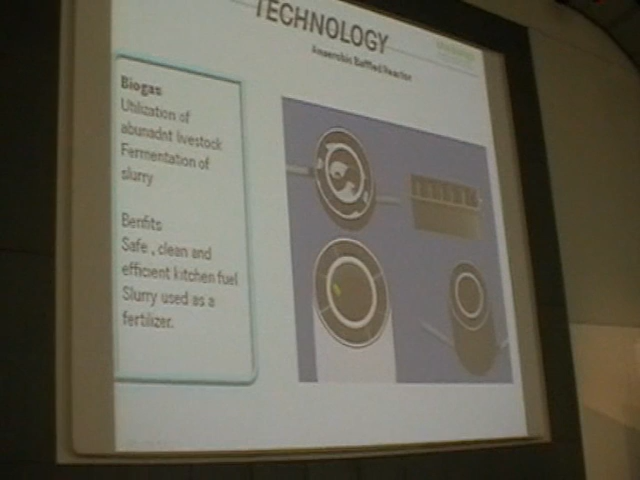 TECHNOLOGY
Anaerobic Baffled Reactor
Biogas
Utilization of
abunadnt livestock
Fermentation of
slurry
Benfits
Safe , clean and
efficient kitchen fuel
Slurry used as a
fertilizer.